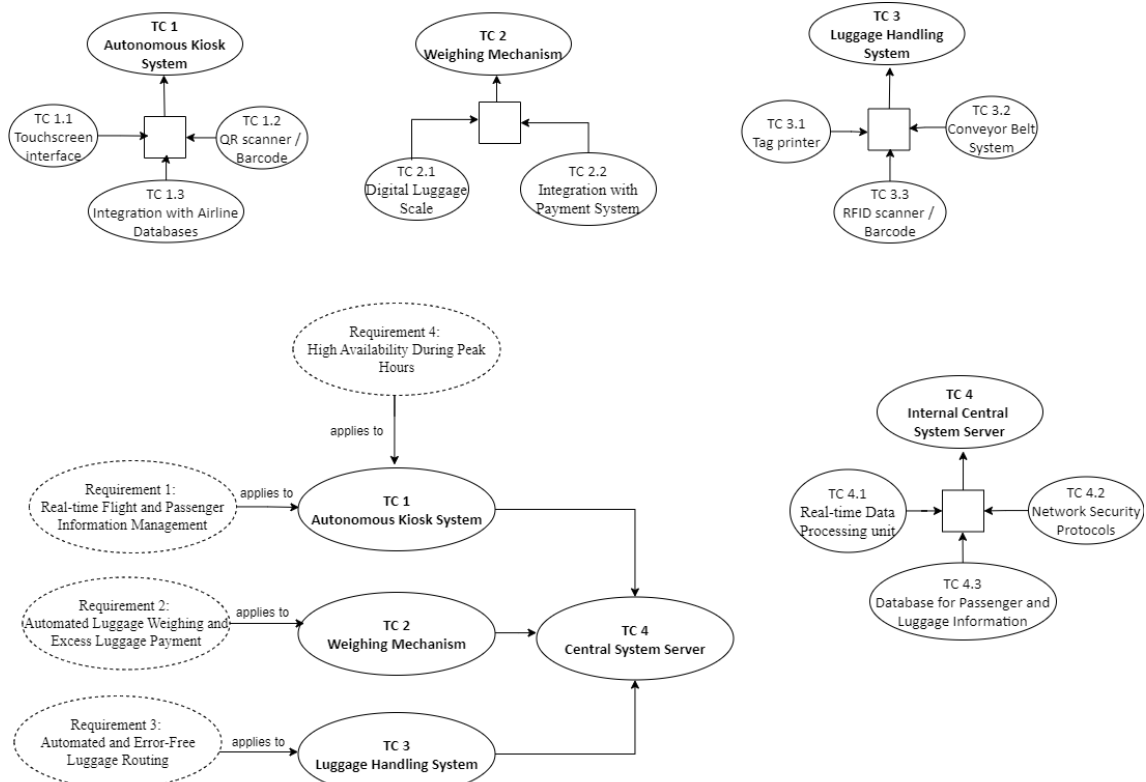 TC 1
Autonomous Kiosk
System
TC 1.1
Touchscreen
interface
TC 1.2
QR scanner /
Barcode
TC 1.3
Integration with Airline
Databases
TC 2
Weighing Mechanism
TC 2.1
Digital Luggage
Scale
TC 2.2
Integration with
Payment System
TC 3
Luggage Handling
System
TC 3.1
Tag printer
TC 3.2
Conveyor Belt
System
TC 3.3
RFID scanner /
Barcode
Requirement 4:
High Availability During Peak
Hours
applies to
Requirement 1:
Real-time Flight and Passenger
Information Management
applies to
TC 1
Autonomous Kiosk System
Requirement 2:
Automated Luggage Weighing and
Excess Luggage Payment
applies to
TC 2
Weighing Mechanism
TC 4
Central System Server
Requirement 3:
Automated and Error-Free
Luggage Routing
applies to
TC 3
Luggage Handling System
TC 4
Internal Central
System Server
TC 4.1
Real-time Data
Processing unit
TC 4.2
Network Security
Protocols
TC 4.3
Database for Passenger and
Luggage Information